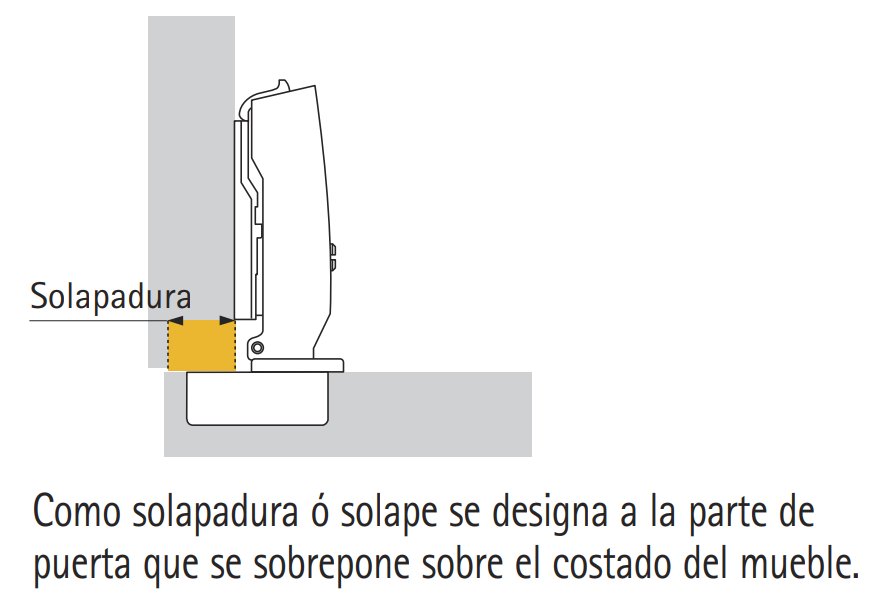 Solapadura
Como solapadura ó solape se designa a la parte de
puerta que se sobrepone sobre el costado del mueble.